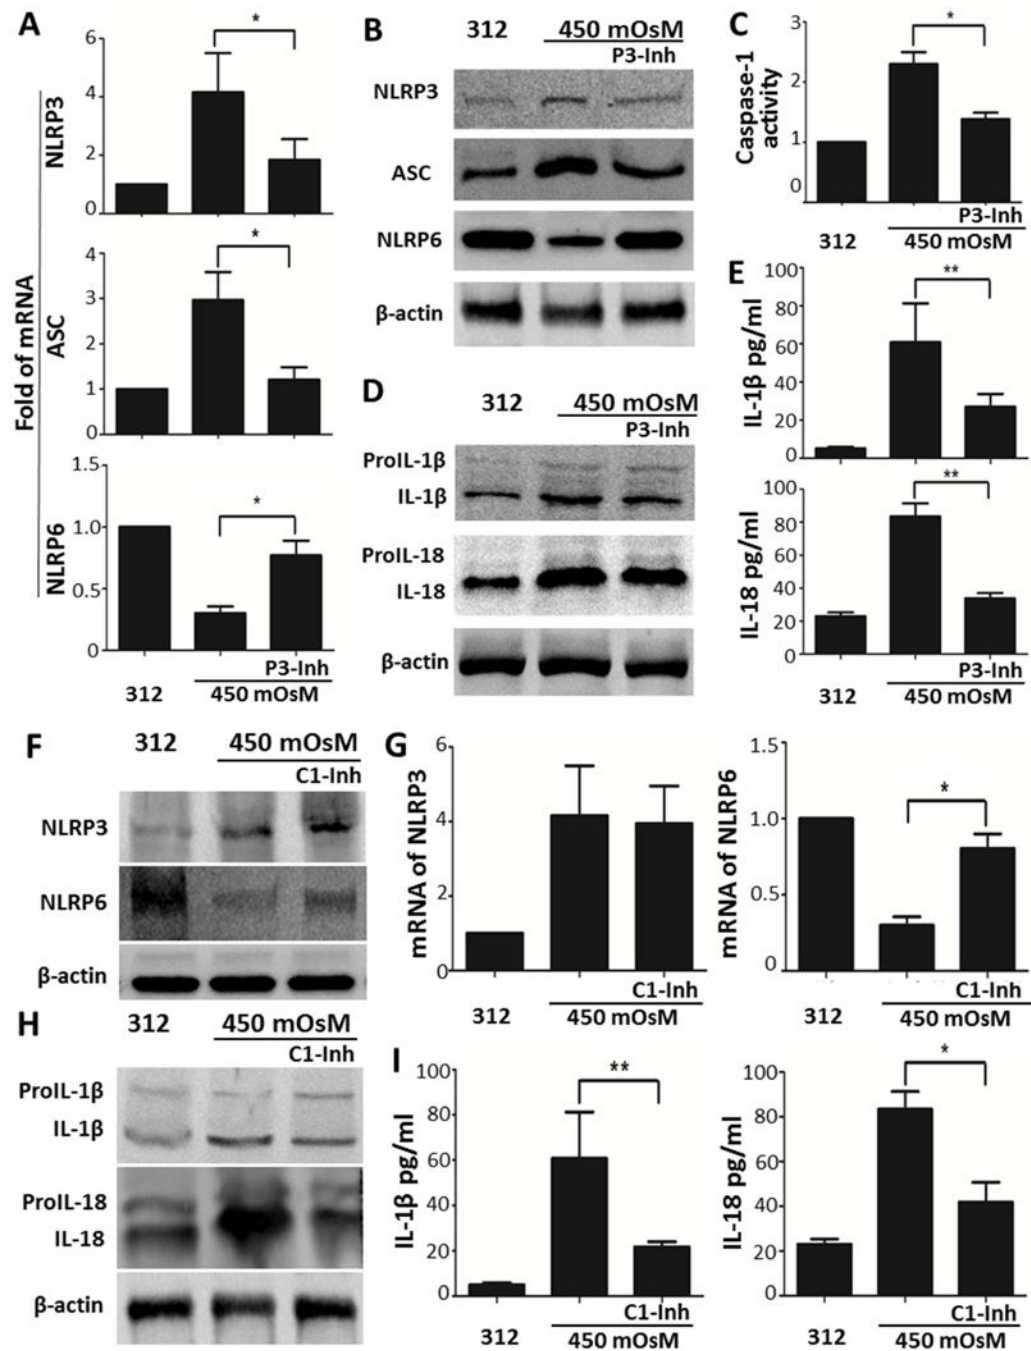 A
Fold of mRNA
NLRP3
6
4
2
0
*
ASC
4
3
2
1
0
*
NLRP6
1.5
1.0
0.5
0
*
P3-Inh
312 450 mOsM
B
312 450 mOsM
P3-Inh
NLRP3
ASC
NLRP6
β-actin
C
Caspase-1
activity
3
2
1
0
*
P3-Inh
312 450 mOsM
D
312 450 mOsM
P3-Inh
ProIL-1β
IL-1β
ProIL-18
IL-18
β-actin
E
IL-1β pg/ml
100
80
60
40
20
0
**
IL-18 pg/ml
100
80
60
40
20
0
**
P3-Inh
312 450 mOsM
F
312 450 mOsM
C1-Inh
NLRP3
NLRP6
β-actin
G
mRNA of NLRP3
6
4
2
0
C1-Inh
312 450 mOsM
mRNA of NLRP6
1.5
1.0
0.5
0
*
C1-Inh
312 450 mOsM
H
312 450 mOsM
C1-Inh
ProIL-1β
IL-1β
ProIL-18
IL-18
β-actin
I
IL-1β pg/ml
100
80
60
40
20
0
**
C1-Inh
312 450 mOsM
IL-18 pg/ml
100
80
60
40
20
0
*
C1-Inh
312 450 mOsM